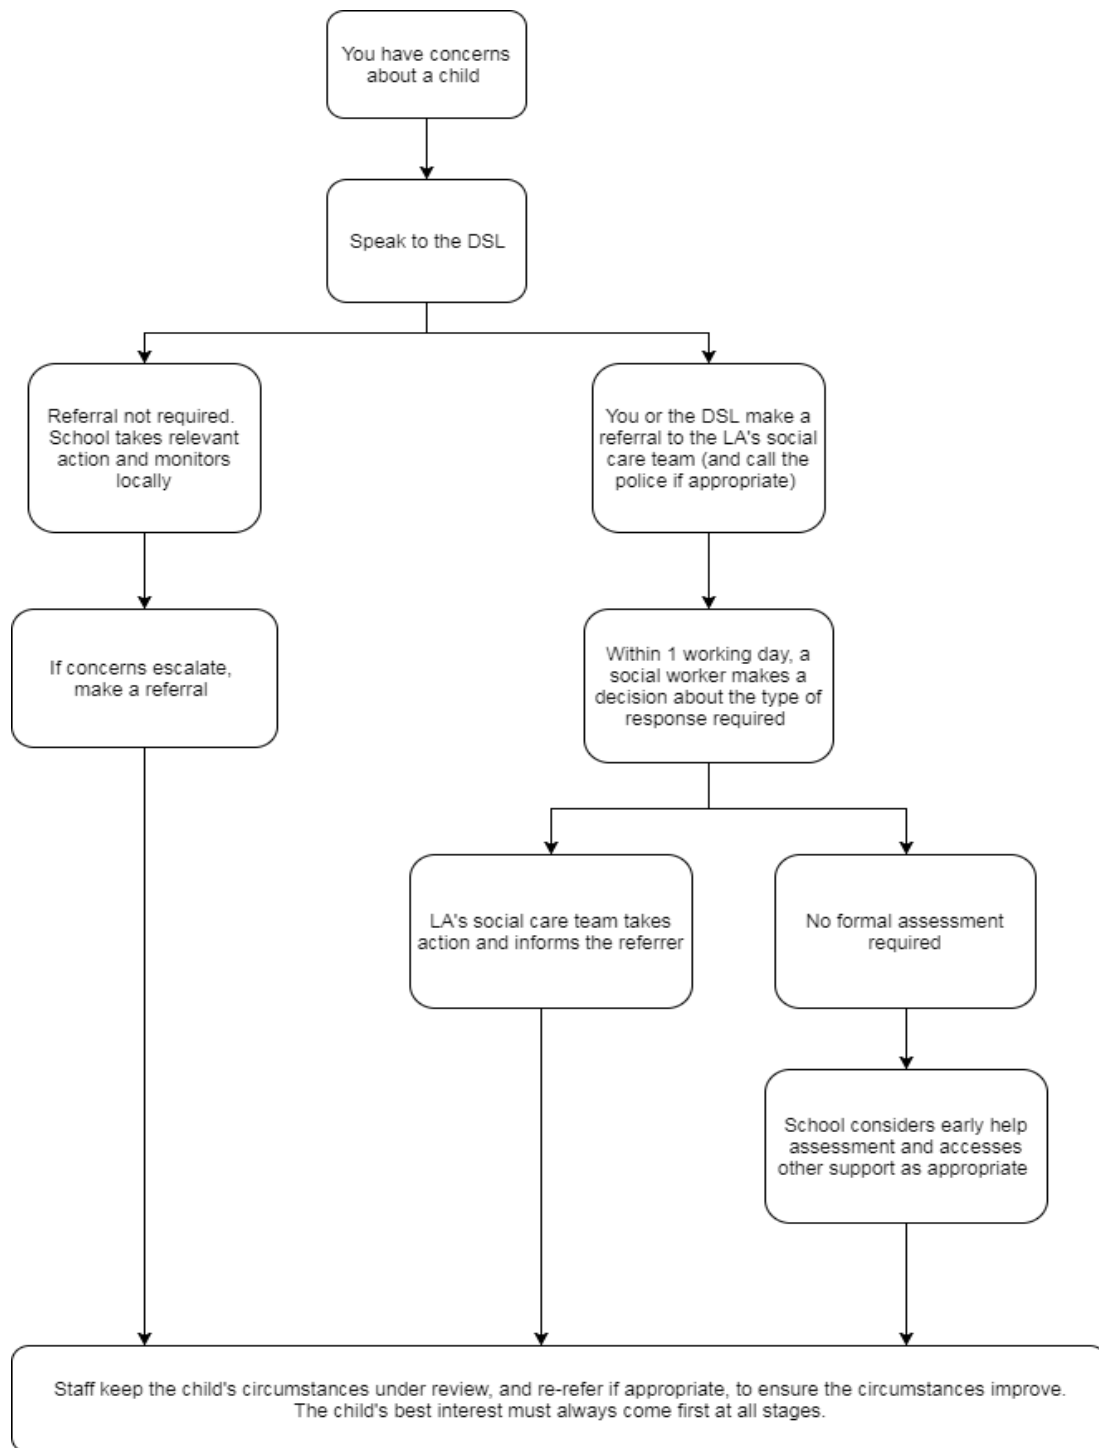 You have concerns
about a child
Speak to the DSL
Referral not required.
School takes relevant
action and monitors
locally
You or the DSL make a
referral to the LA's social
care team (and call the
police if appropriate)
If concerns escalate,
make a referral
Within 1 working day, a
social worker makes a
decision about the type of
response required
LA's social care team takes
action and informs the referrer
No formal assessment
required
School considers early help
assessment and accesses
other support as appropriate
Staff keep the child's circumstances under review, and re-refer if appropriate, to ensure the circumstances improve.
The child's best interest must always come first at all stages.